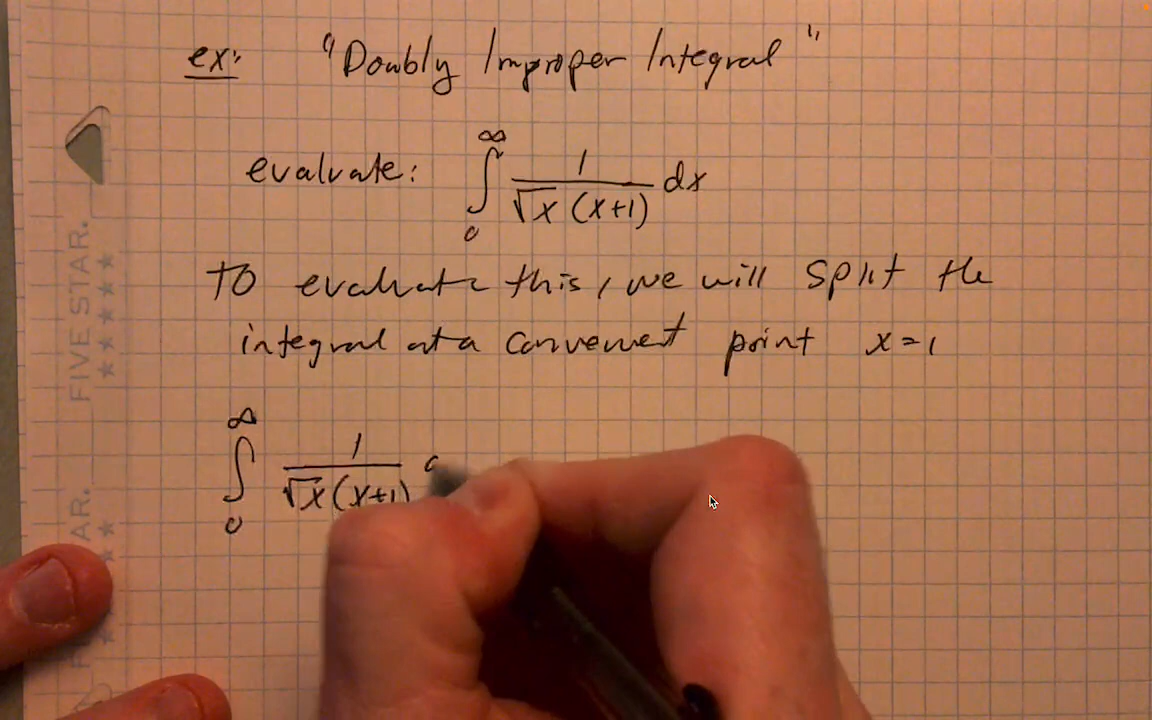 ex: "Doubly Improper Integral"
evaluate: ∫₀^∞ 1/(√x (x+1)) dx
To evaluate this, we will split the
integral at a convenient point x=1
∫₀^∞ 1/(√x (x+1))
FIVE STAR.